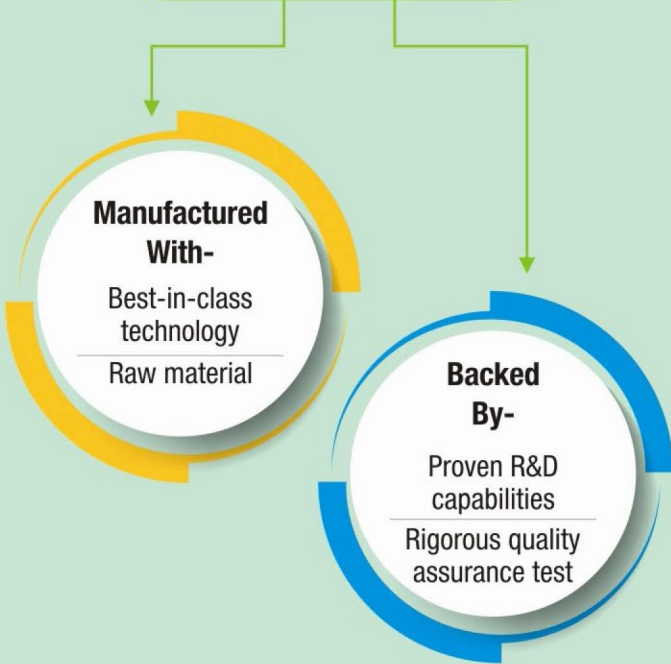 Manufactured
With-
Best-in-class
technology
Raw material
Backed
By-
Proven R&D
capabilities
Rigorous quality
assurance test